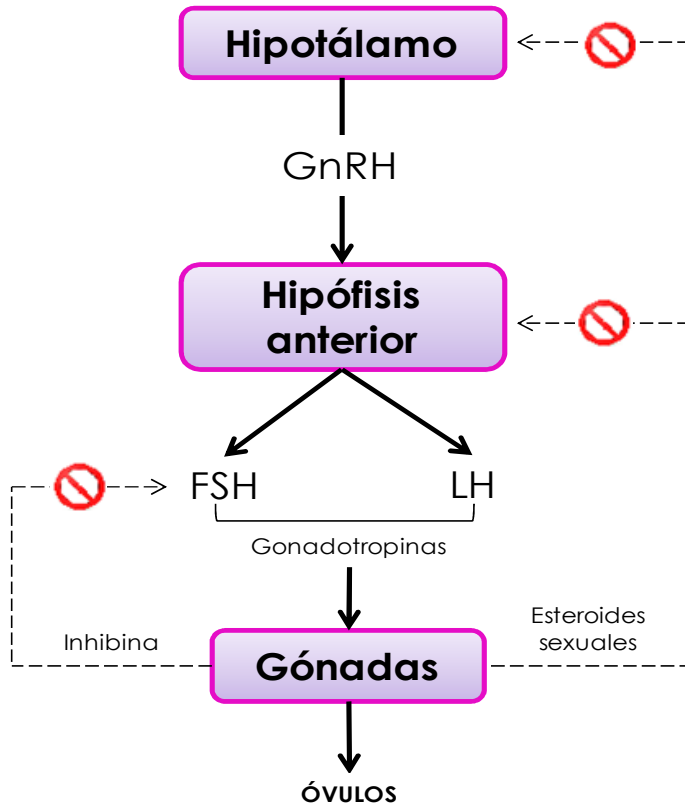 Hipotálamo
GnRH
Hipófisis
anterior
FSH
LH
Gonadotropinas
Inhibina
Gónadas
Esteroides
sexuales
ÓVULOS